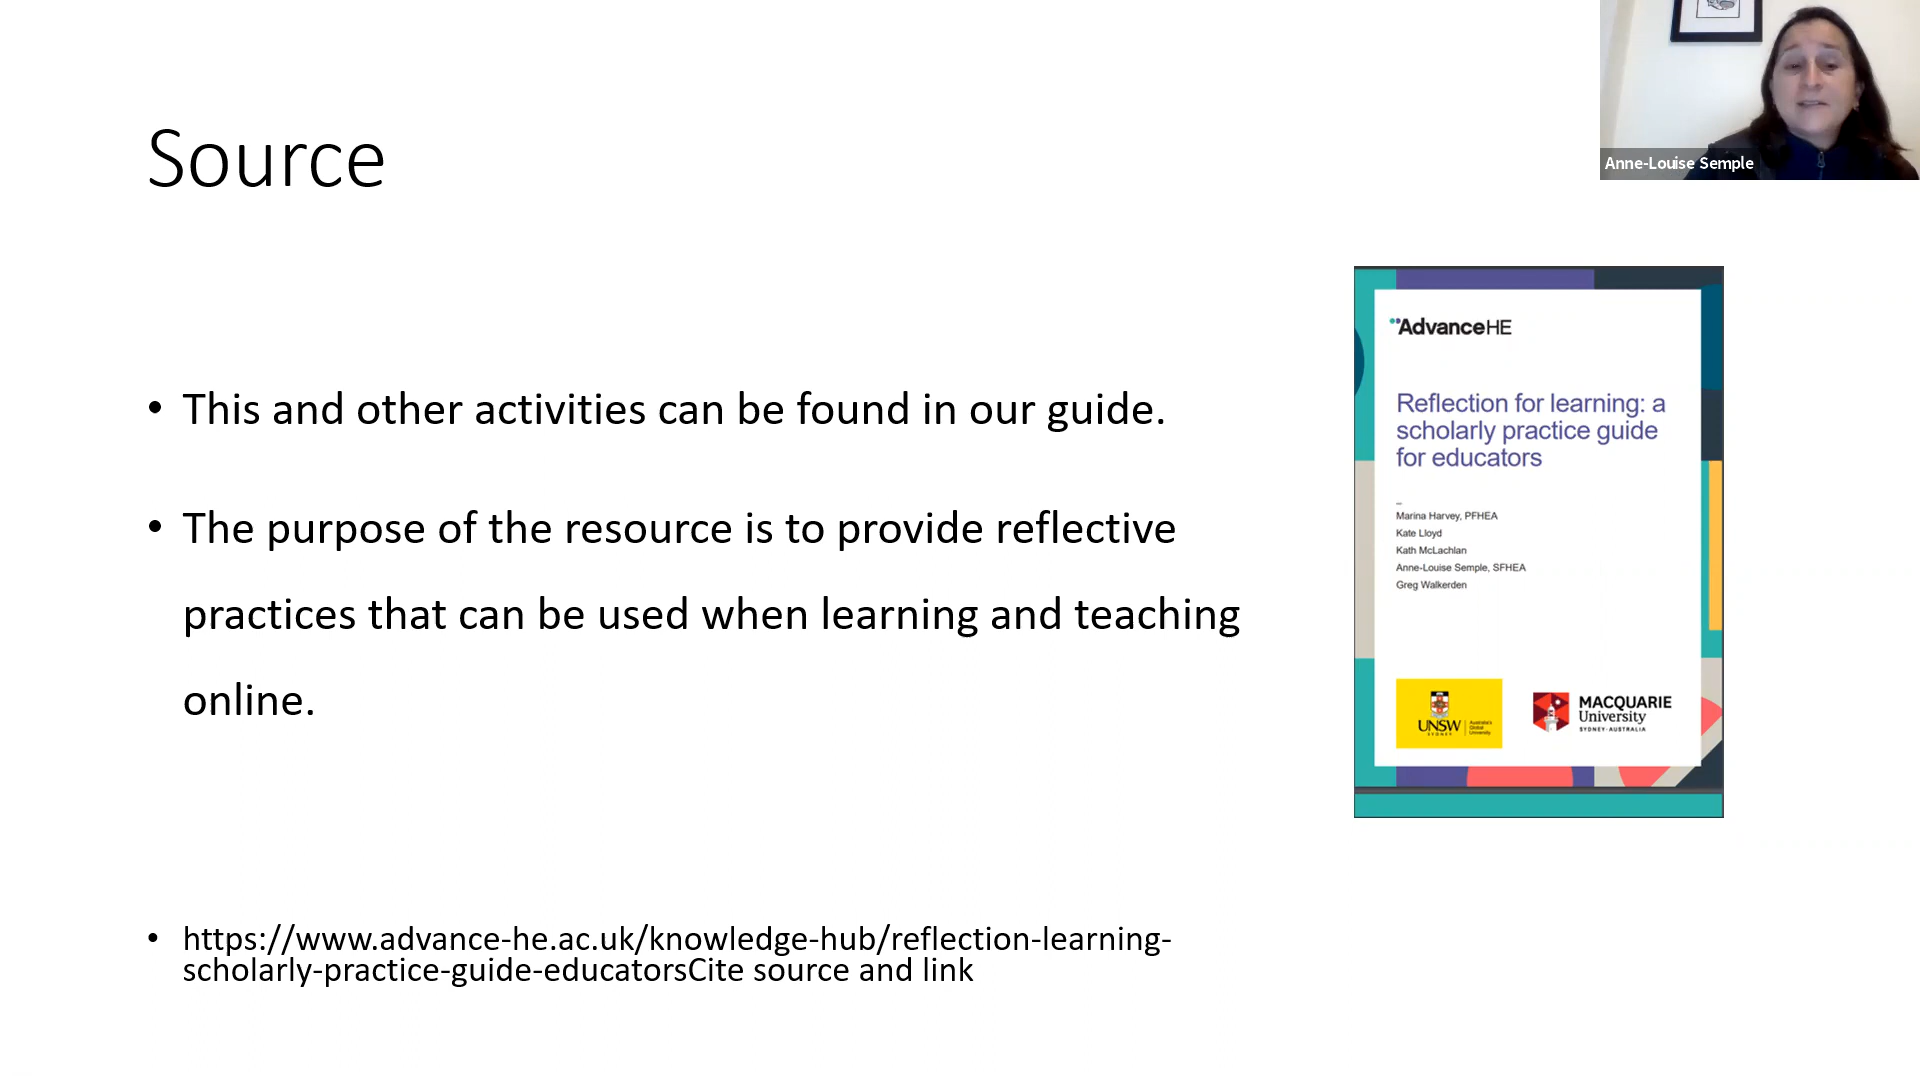 Source
Anne-Louise Semple
• This and other activities can be found in our guide.
• The purpose of the resource is to provide reflective
practices that can be used when learning and teaching
online.
• https://www.advance-he.ac.uk/knowledge-hub/reflection-learning-
scholarly-practice-guide-educatorsCite source and link
AdvanceHE
Reflection for learning: a
scholarly practice guide
for educators
–
Marina Harvey, PFHEA
Kate Lloyd
Kath McLachlan
Anne-Louise Semple, SFHEA
Greg Walkerden
UNSW
SYDNEY
Australia's
Global
University
MACQUARIE
University
SYDNEY·AUSTRALIA